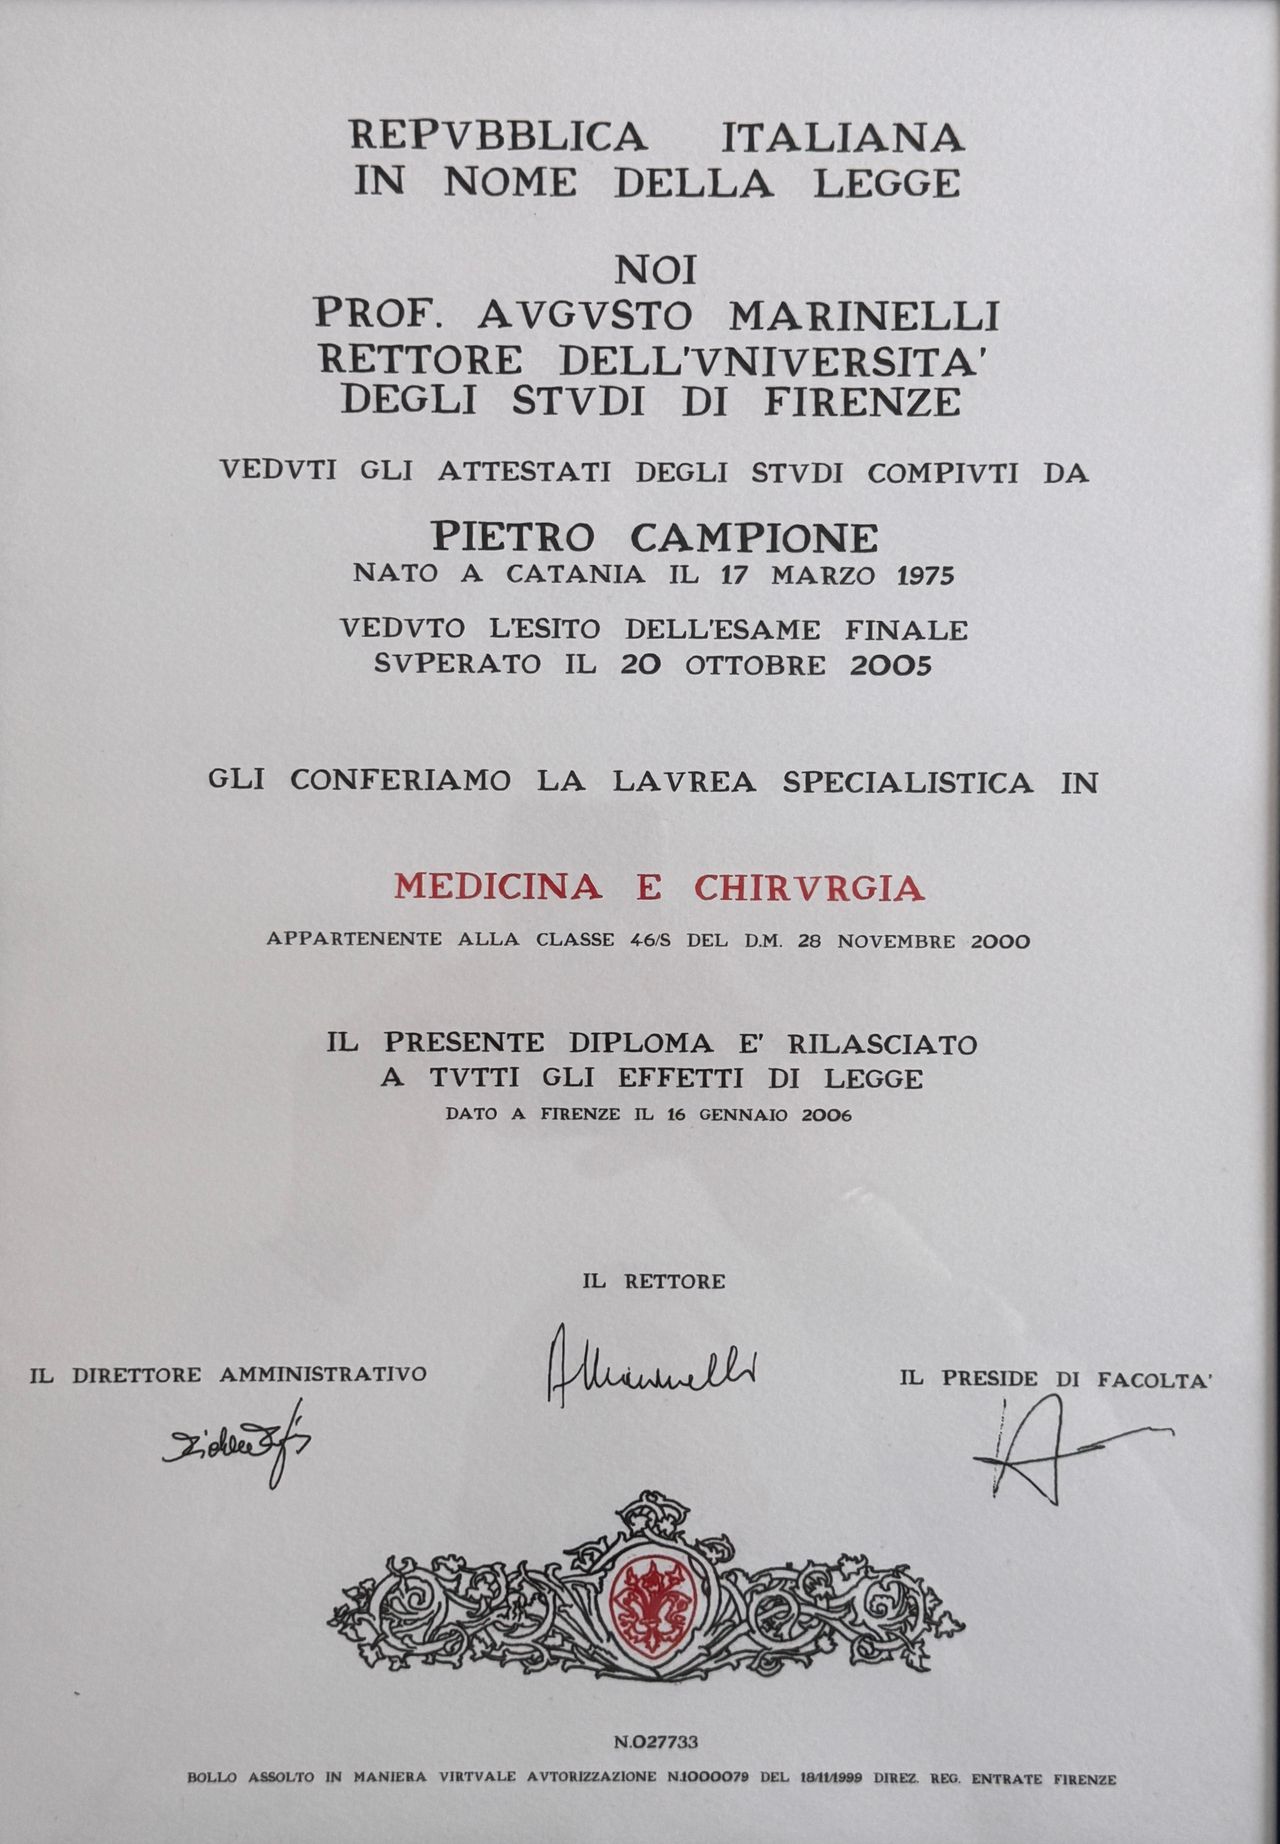 REPVBBLICA ITALIANA
IN NOME DELLA LEGGE
NOI
PROF. AVGVSTO MARINELLI
RETTORE DELL'VNIVERSITA'
DEGLI STVDI DI FIRENZE
VEDVTI GLI ATTESTATI DEGLI STVDI COMPIVTI DA
PIETRO CAMPIONE
NATO A CATANIA IL 17 MARZO 1975
VEDVTO L'ESITO DELL'ESAME FINALE
SVPERATO IL 20 OTTOBRE 2005
GLI CONFERIAMO LA LAVREA SPECIALISTICA IN
MEDICINA E CHIRVRGIA
APPARTENENTE ALLA CLASSE 46/S DEL D.M. 28 NOVEMBRE 2000
IL PRESENTE DIPLOMA E' RILASCIATO
A TVTTI GLI EFFETTI DI LEGGE
DATO A FIRENZE IL 16 GENNAIO 2006
IL RETTORE
AMarinelli
IL DIRETTORE AMMINISTRATIVO
IL PRESIDE DI FACOLTA'
N.027733
BOLLO ASSOLTO IN MANIERA VIRTVALE AVTORIZZAZIONE N.1000079 DEL 18/11/1999 DIREZ. REG. ENTRATE FIRENZE